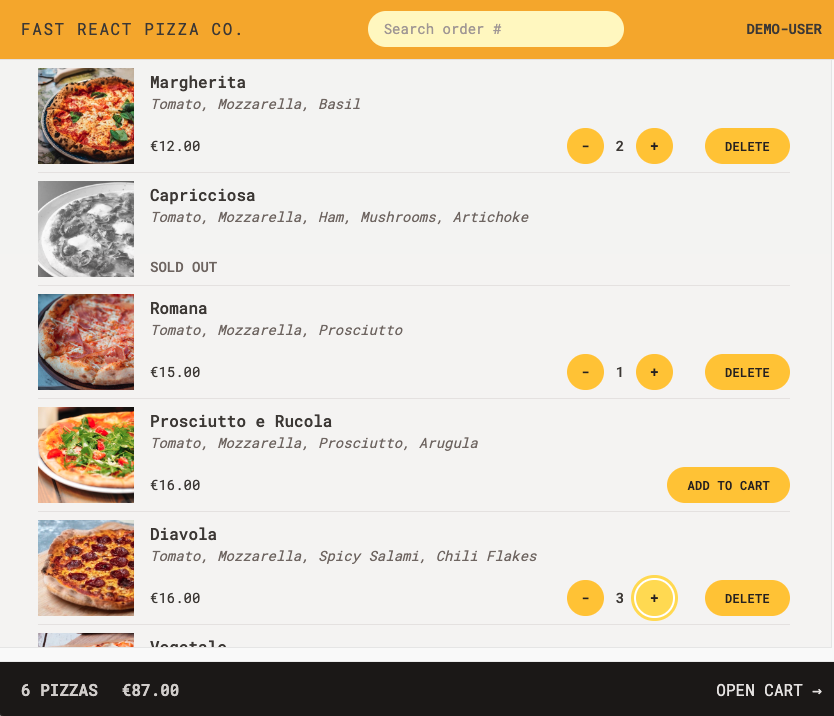 FAST REACT PIZZA CO.
Search order #
DEMO-USER
Margherita
Tomato, Mozzarella, Basil
€12.00
- 2 + DELETE
Capricciosa
Tomato, Mozzarella, Ham, Mushrooms, Artichoke
SOLD OUT
Romana
Tomato, Mozzarella, Prosciutto
€15.00
- 1 + DELETE
Prosciutto e Rucola
Tomato, Mozzarella, Prosciutto, Arugula
€16.00
ADD TO CART
Diavola
Tomato, Mozzarella, Spicy Salami, Chili Flakes
€16.00
- 3 + DELETE
6 PIZZAS €87.00
OPEN CART →